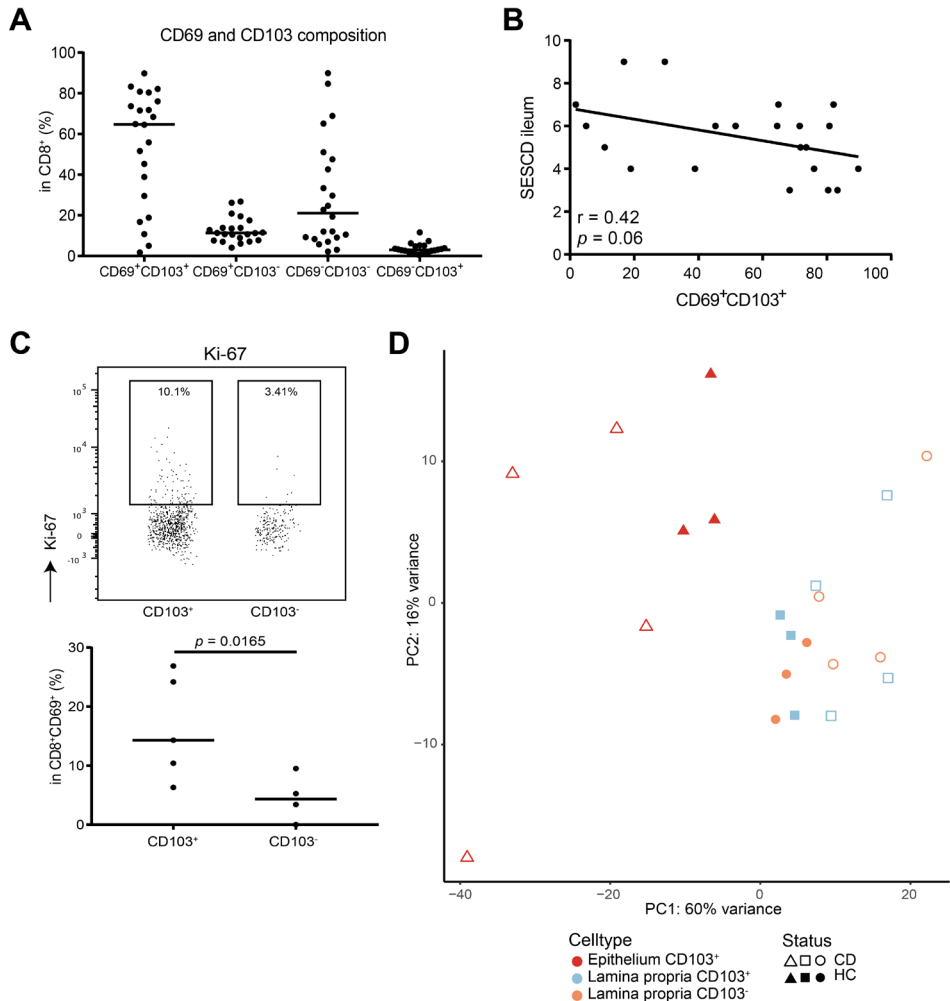 A
CD69 and CD103 composition
in CD8⁺ (%)
100
80
60
40
20
0
CD69⁺CD103⁺
CD69⁺CD103⁻
CD69⁻CD103⁻
CD69⁻CD103⁺
B
SESCD ileum
10
8
6
4
2
0
r = 0.42
p = 0.06
0 20 40 60 80 100
CD69⁺CD103⁺
C
Ki-67
10.1%
3.41%
10⁵
10⁴
10³
0
-10³
Ki-67
CD103⁺
CD103⁻
p = 0.0165
in CD8⁺CD69⁺ (%)
30
20
10
0
CD103⁺
CD103⁻
D
PC2: 16% variance
10
0
−10
−40 −20 0 20
PC1: 60% variance
Celltype
Epithelium CD103⁺
Lamina propria CD103⁺
Lamina propria CD103⁻
Status
CD
HC